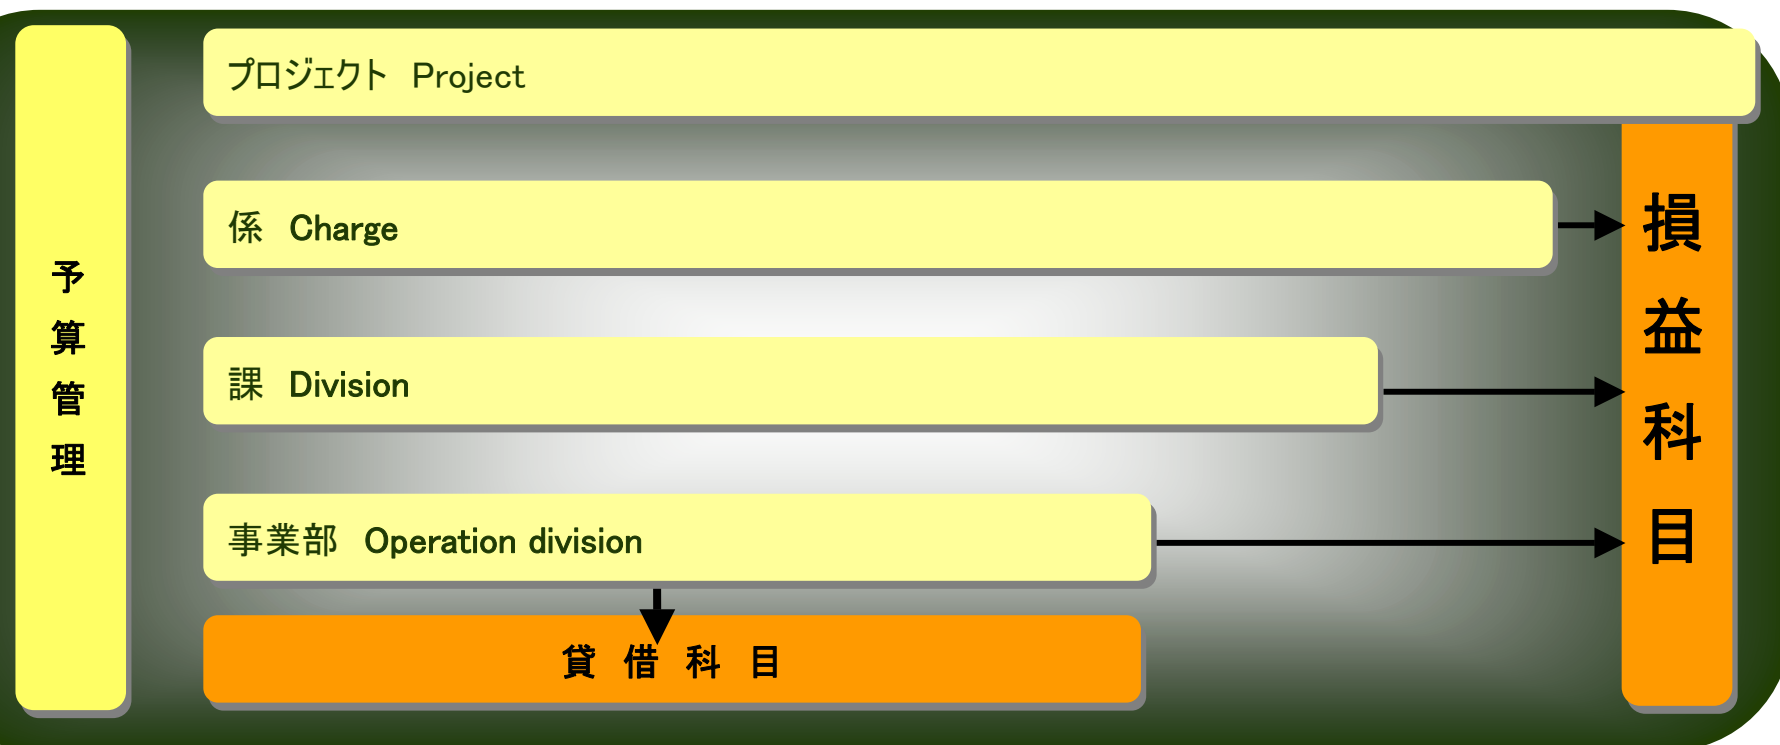 予算管理
プロジェクト Project
係 Charge
課 Division
事業部 Operation division
貸借科目
損益科目